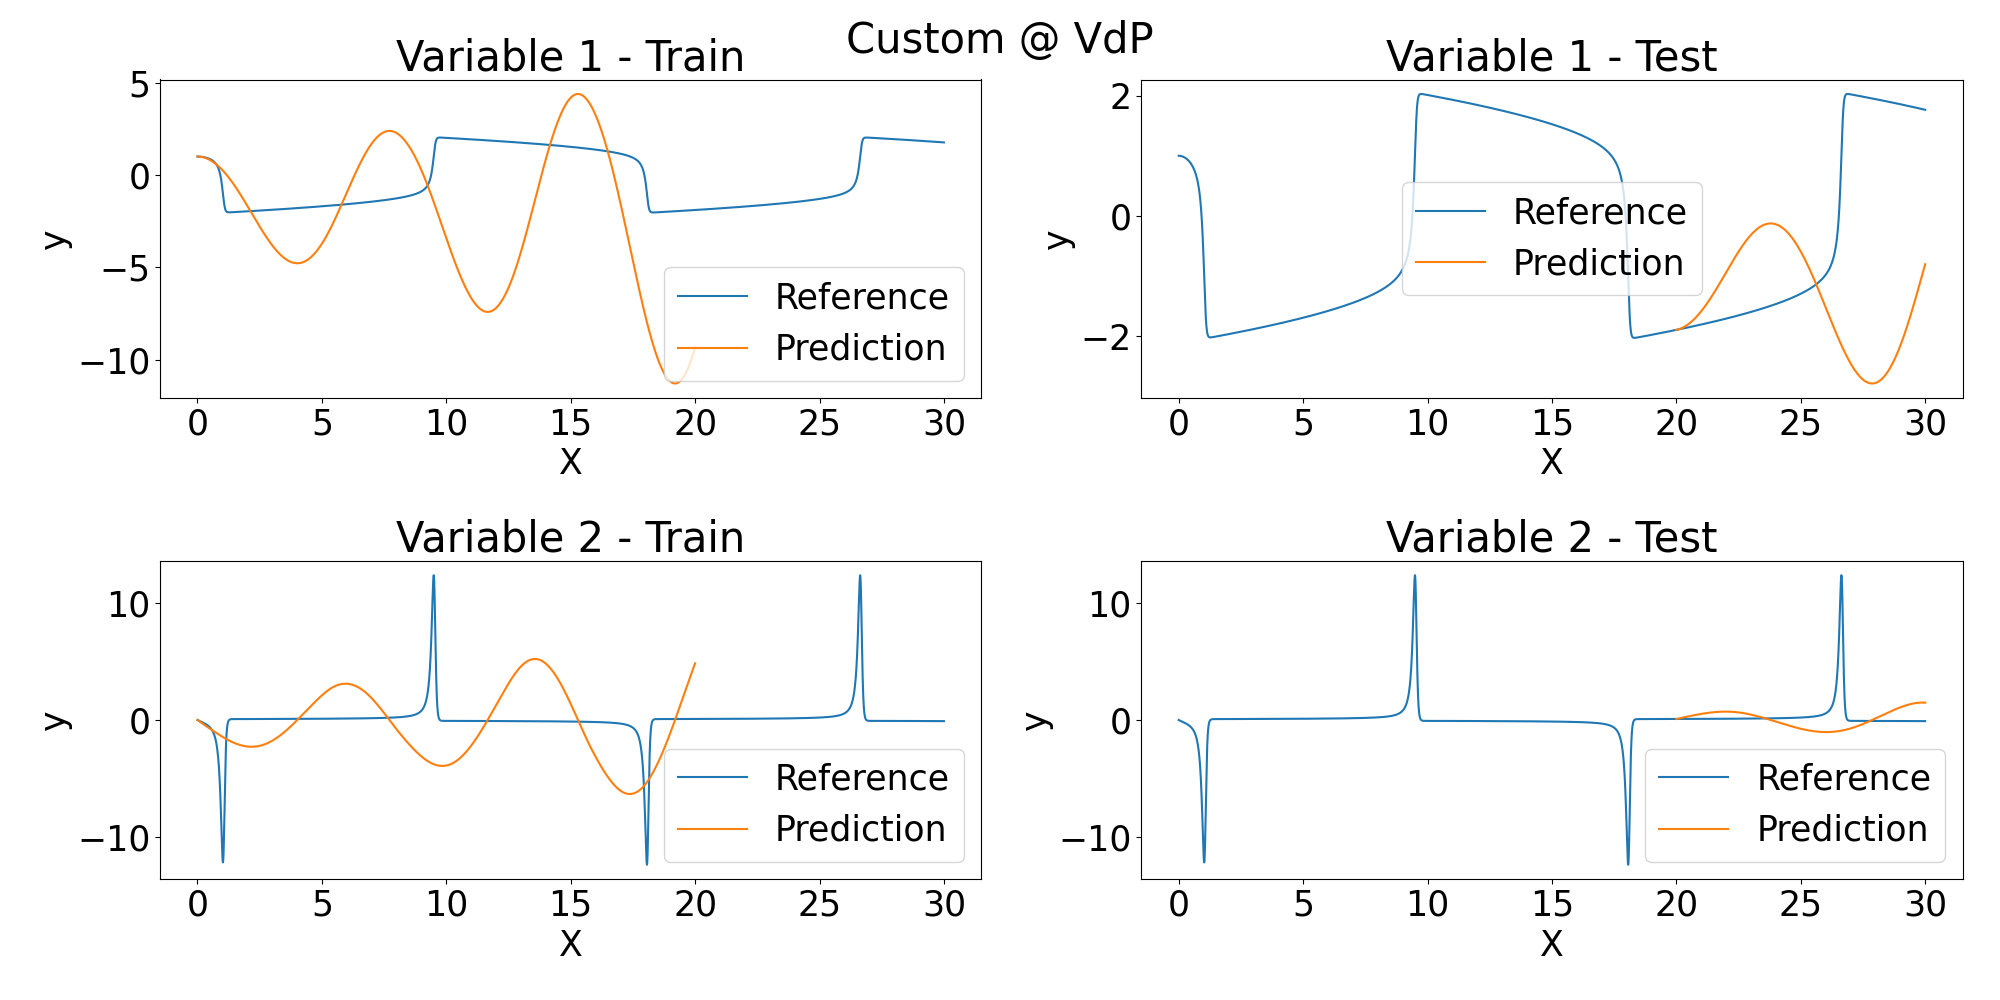 Custom @ VdP
Variable 1 - Train
5
0
−5
−10
y
0 5 10 15 20 25 30
X
Reference
Prediction
Variable 1 - Test
2
0
−2
y
0 5 10 15 20 25 30
X
Reference
Prediction
Variable 2 - Train
10
0
−10
y
0 5 10 15 20 25 30
X
Reference
Prediction
Variable 2 - Test
10
0
−10
y
0 5 10 15 20 25 30
X
Reference
Prediction